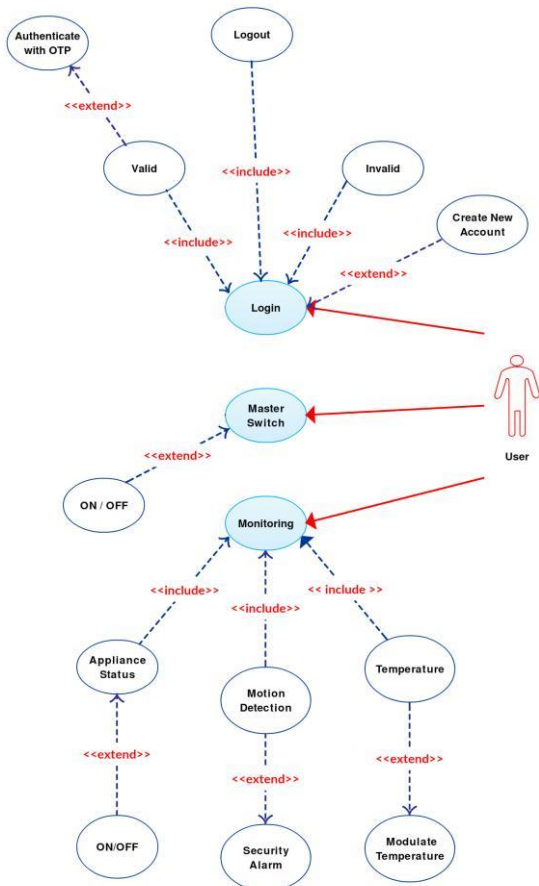 Authenticate
with OTP
Logout
<<extend>>
Valid
<<include>>
Invalid
<<include>>
<<include>>
Create New
Account
<<extend>>
Login
Master
Switch
User
<<extend>>
ON / OFF
Monitoring
<<include>>
<<include>>
<< include >>
Appliance
Status
Motion
Detection
Temperature
<<extend>>
<<extend>>
<<extend>>
ON/OFF
Security
Alarm
Modulate
Temperature